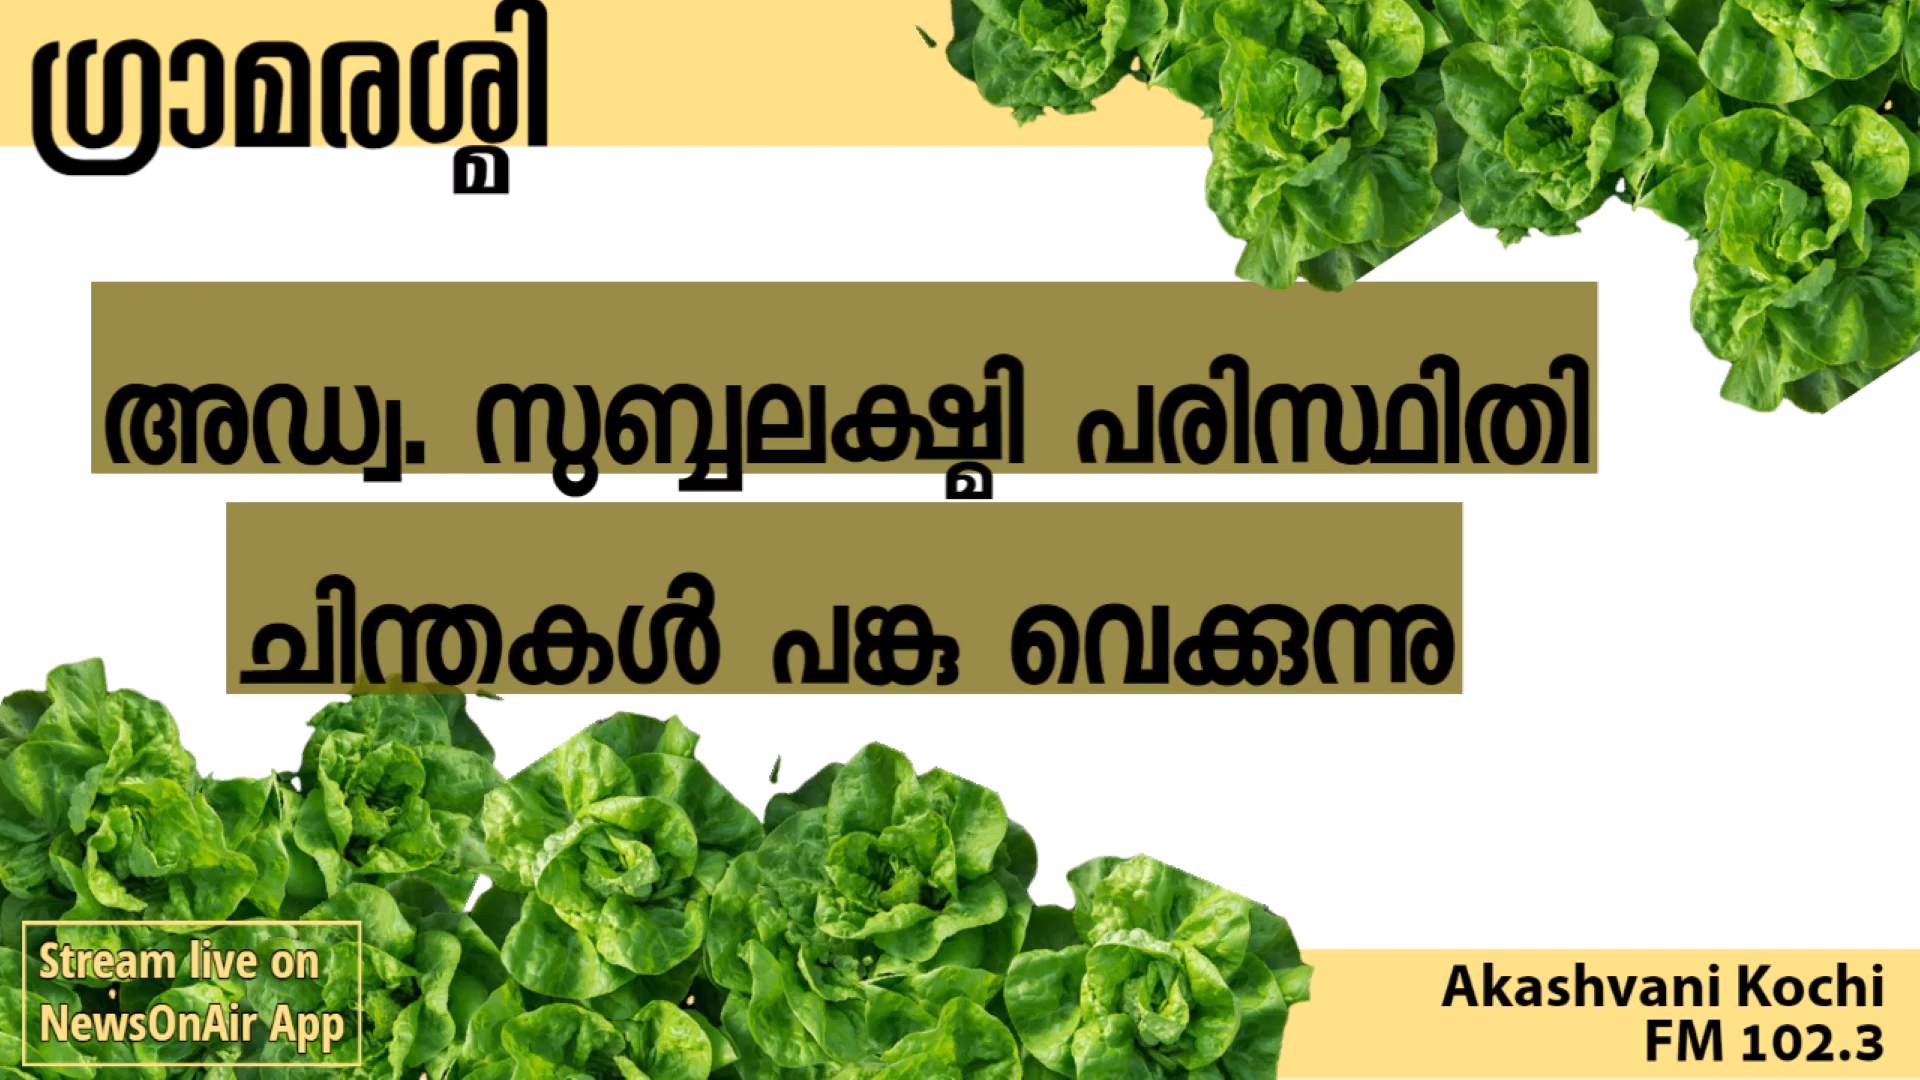 ഗ്രാമരശ്മി
അഡ്വ. സുബ്ബലക്ഷ്മി പരിസ്ഥിതി
ചിന്തകൾ പങ്കു വെക്കുന്നു
Stream live on
NewsOnAir App
Akashvani Kochi
FM 102.3